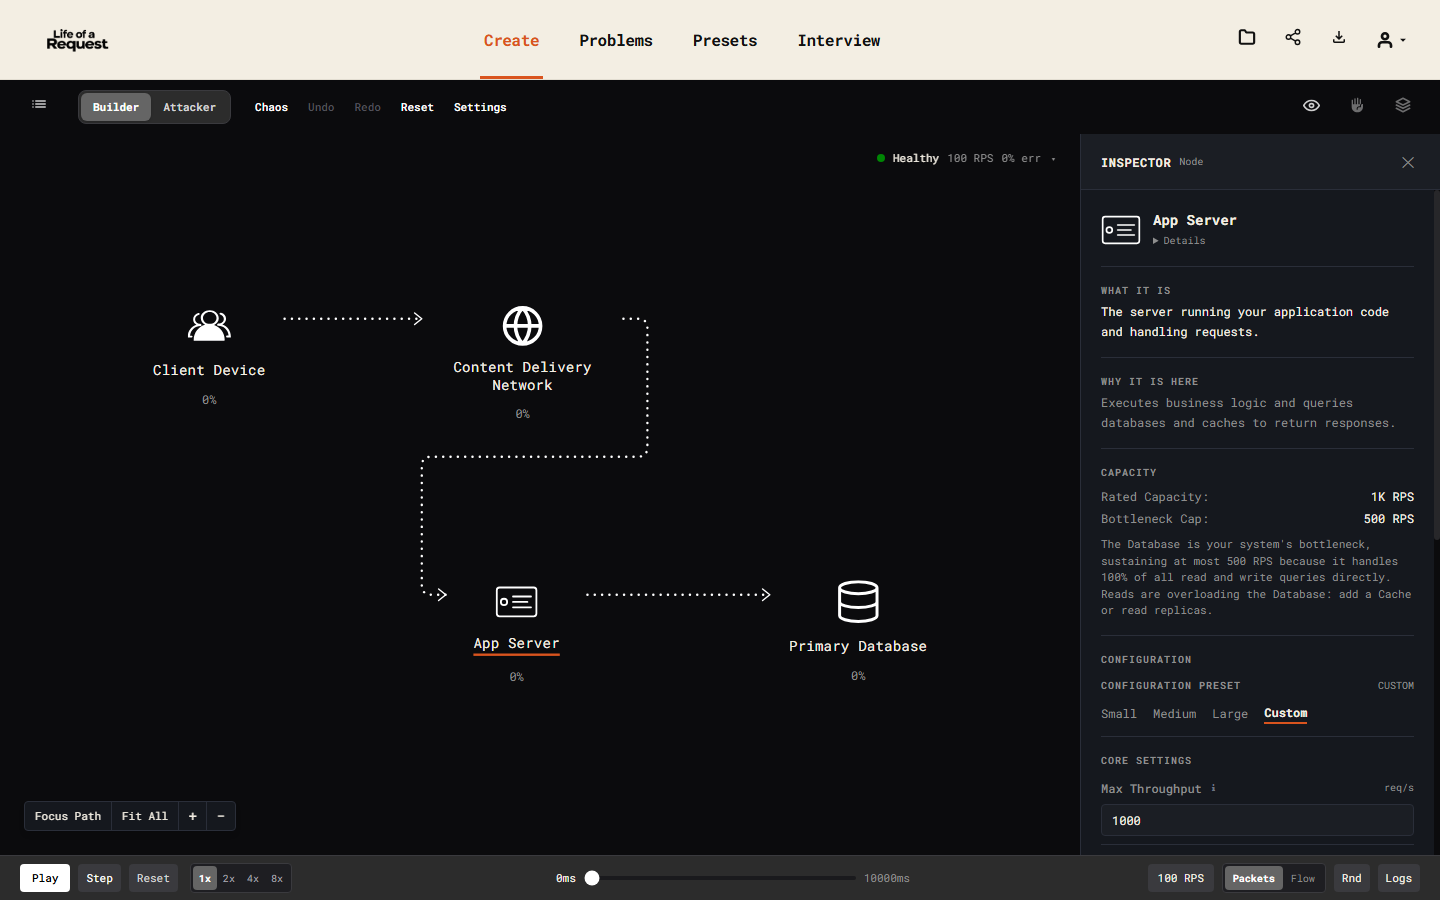 Life of a
Request
Create
Problems
Presets
Interview
Builder
Attacker
Chaos
Undo
Redo
Reset
Settings
Healthy 100 RPS 0% err
INSPECTOR Node
App Server
Details
WHAT IT IS
The server running your application code
and handling requests.
WHY IT IS HERE
Executes business logic and queries
databases and caches to return responses.
CAPACITY
Rated Capacity: 1K RPS
Bottleneck Cap: 500 RPS
The Database is your system's bottleneck,
sustaining at most 500 RPS because it handles
100% of all read and write queries directly.
Reads are overloading the Database: add a Cache
or read replicas.
CONFIGURATION
CONFIGURATION PRESET CUSTOM
Small Medium Large Custom
CORE SETTINGS
Max Throughput i req/s
1000
Client Device
0%
Content Delivery
Network
0%
App Server
0%
Primary Database
0%
Focus Path
Fit All
+
−
Play
Step
Reset
1x
2x
4x
8x
0ms
10000ms
100 RPS
Packets
Flow
Rnd
Logs